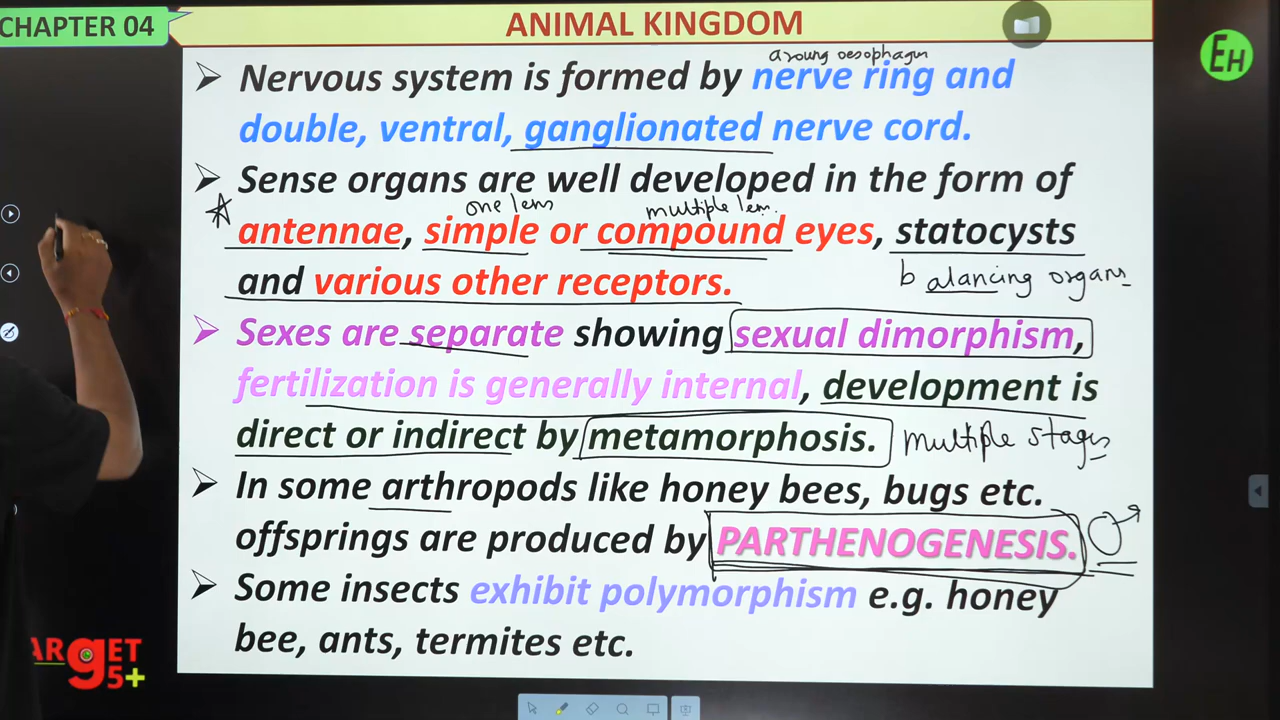 CHAPTER 04
ANIMAL KINGDOM
EH
around oesophagus
Nervous system is formed by nerve ring and
double, ventral, ganglionated nerve cord.
Sense organs are well developed in the form of
one lens
multiple lens
antennae, simple or compound eyes, statocysts
and various other receptors.
balancing organs
Sexes are separate showing sexual dimorphism,
fertilization is generally internal, development is
direct or indirect by metamorphosis.
multiple stages
In some arthropods like honey bees, bugs etc.
offsprings are produced by PARTHENOGENESIS.
Some insects exhibit polymorphism e.g. honey
bee, ants, termites etc.
TARGET
95+